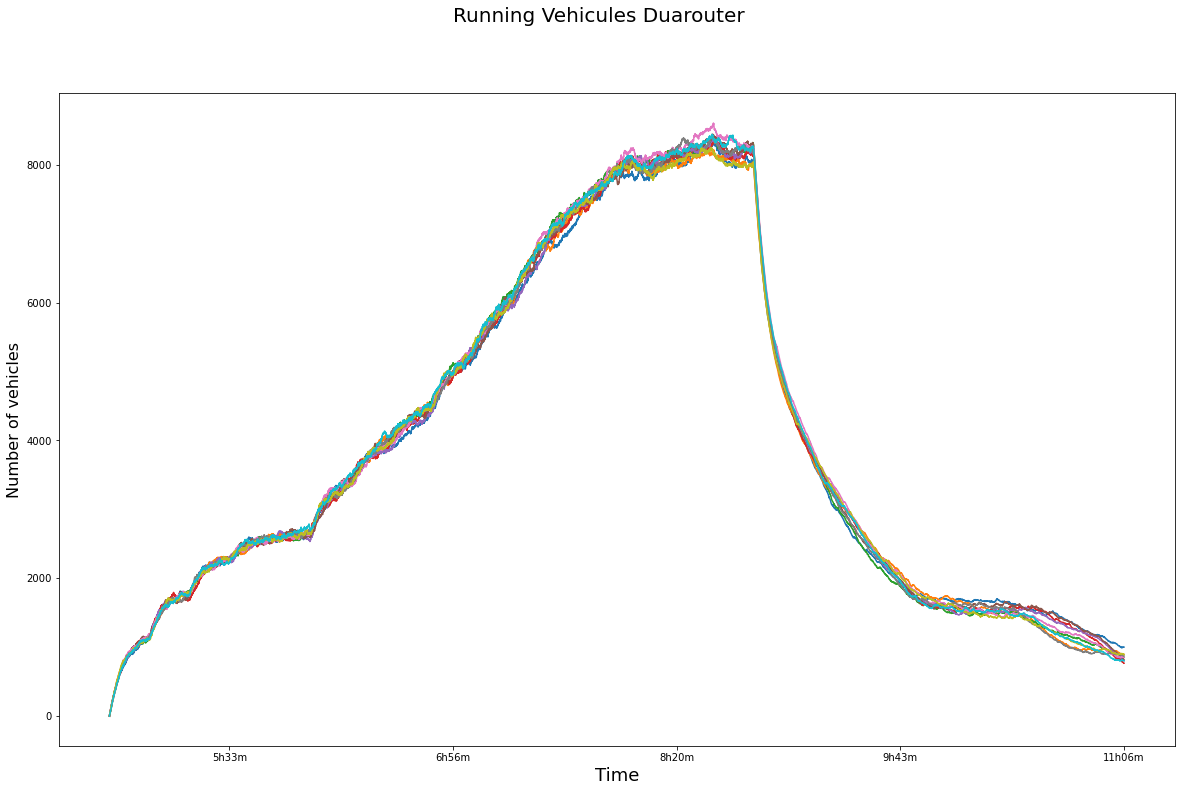 Running Vehicules Duarouter
Number of vehicles
8000
6000
4000
2000
0
5h33m
6h56m
8h20m
9h43m
11h06m
Time